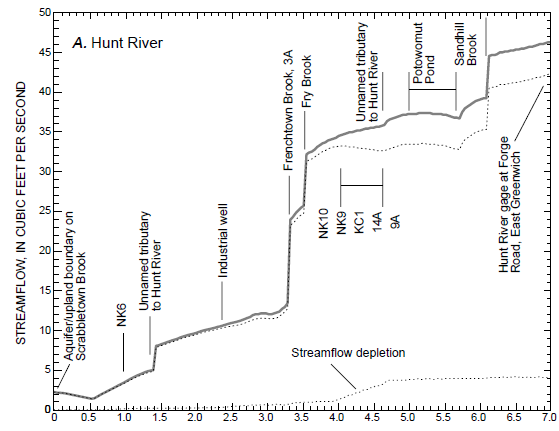 A. Hunt River
STREAMFLOW, IN CUBIC FEET PER SECOND
50
45
40
35
30
25
20
15
10
5
0
Aquifer/upland boundary on
Scrabbletown Brook
NK6
Unnamed tributary
to Hunt River
Industrial well
Frenchtown Brook, 3A
Fry Brook
NK10
NK9
KC1
14A
9A
Unnamed tributary
to Hunt River
Potowomut
Pond
Sandhill
Brook
Hunt River gage at Forge
Road, East Greenwich
Streamflow depletion
0 0.5 1.0 1.5 2.0 2.5 3.0 3.5 4.0 4.5 5.0 5.5 6.0 6.5 7.0